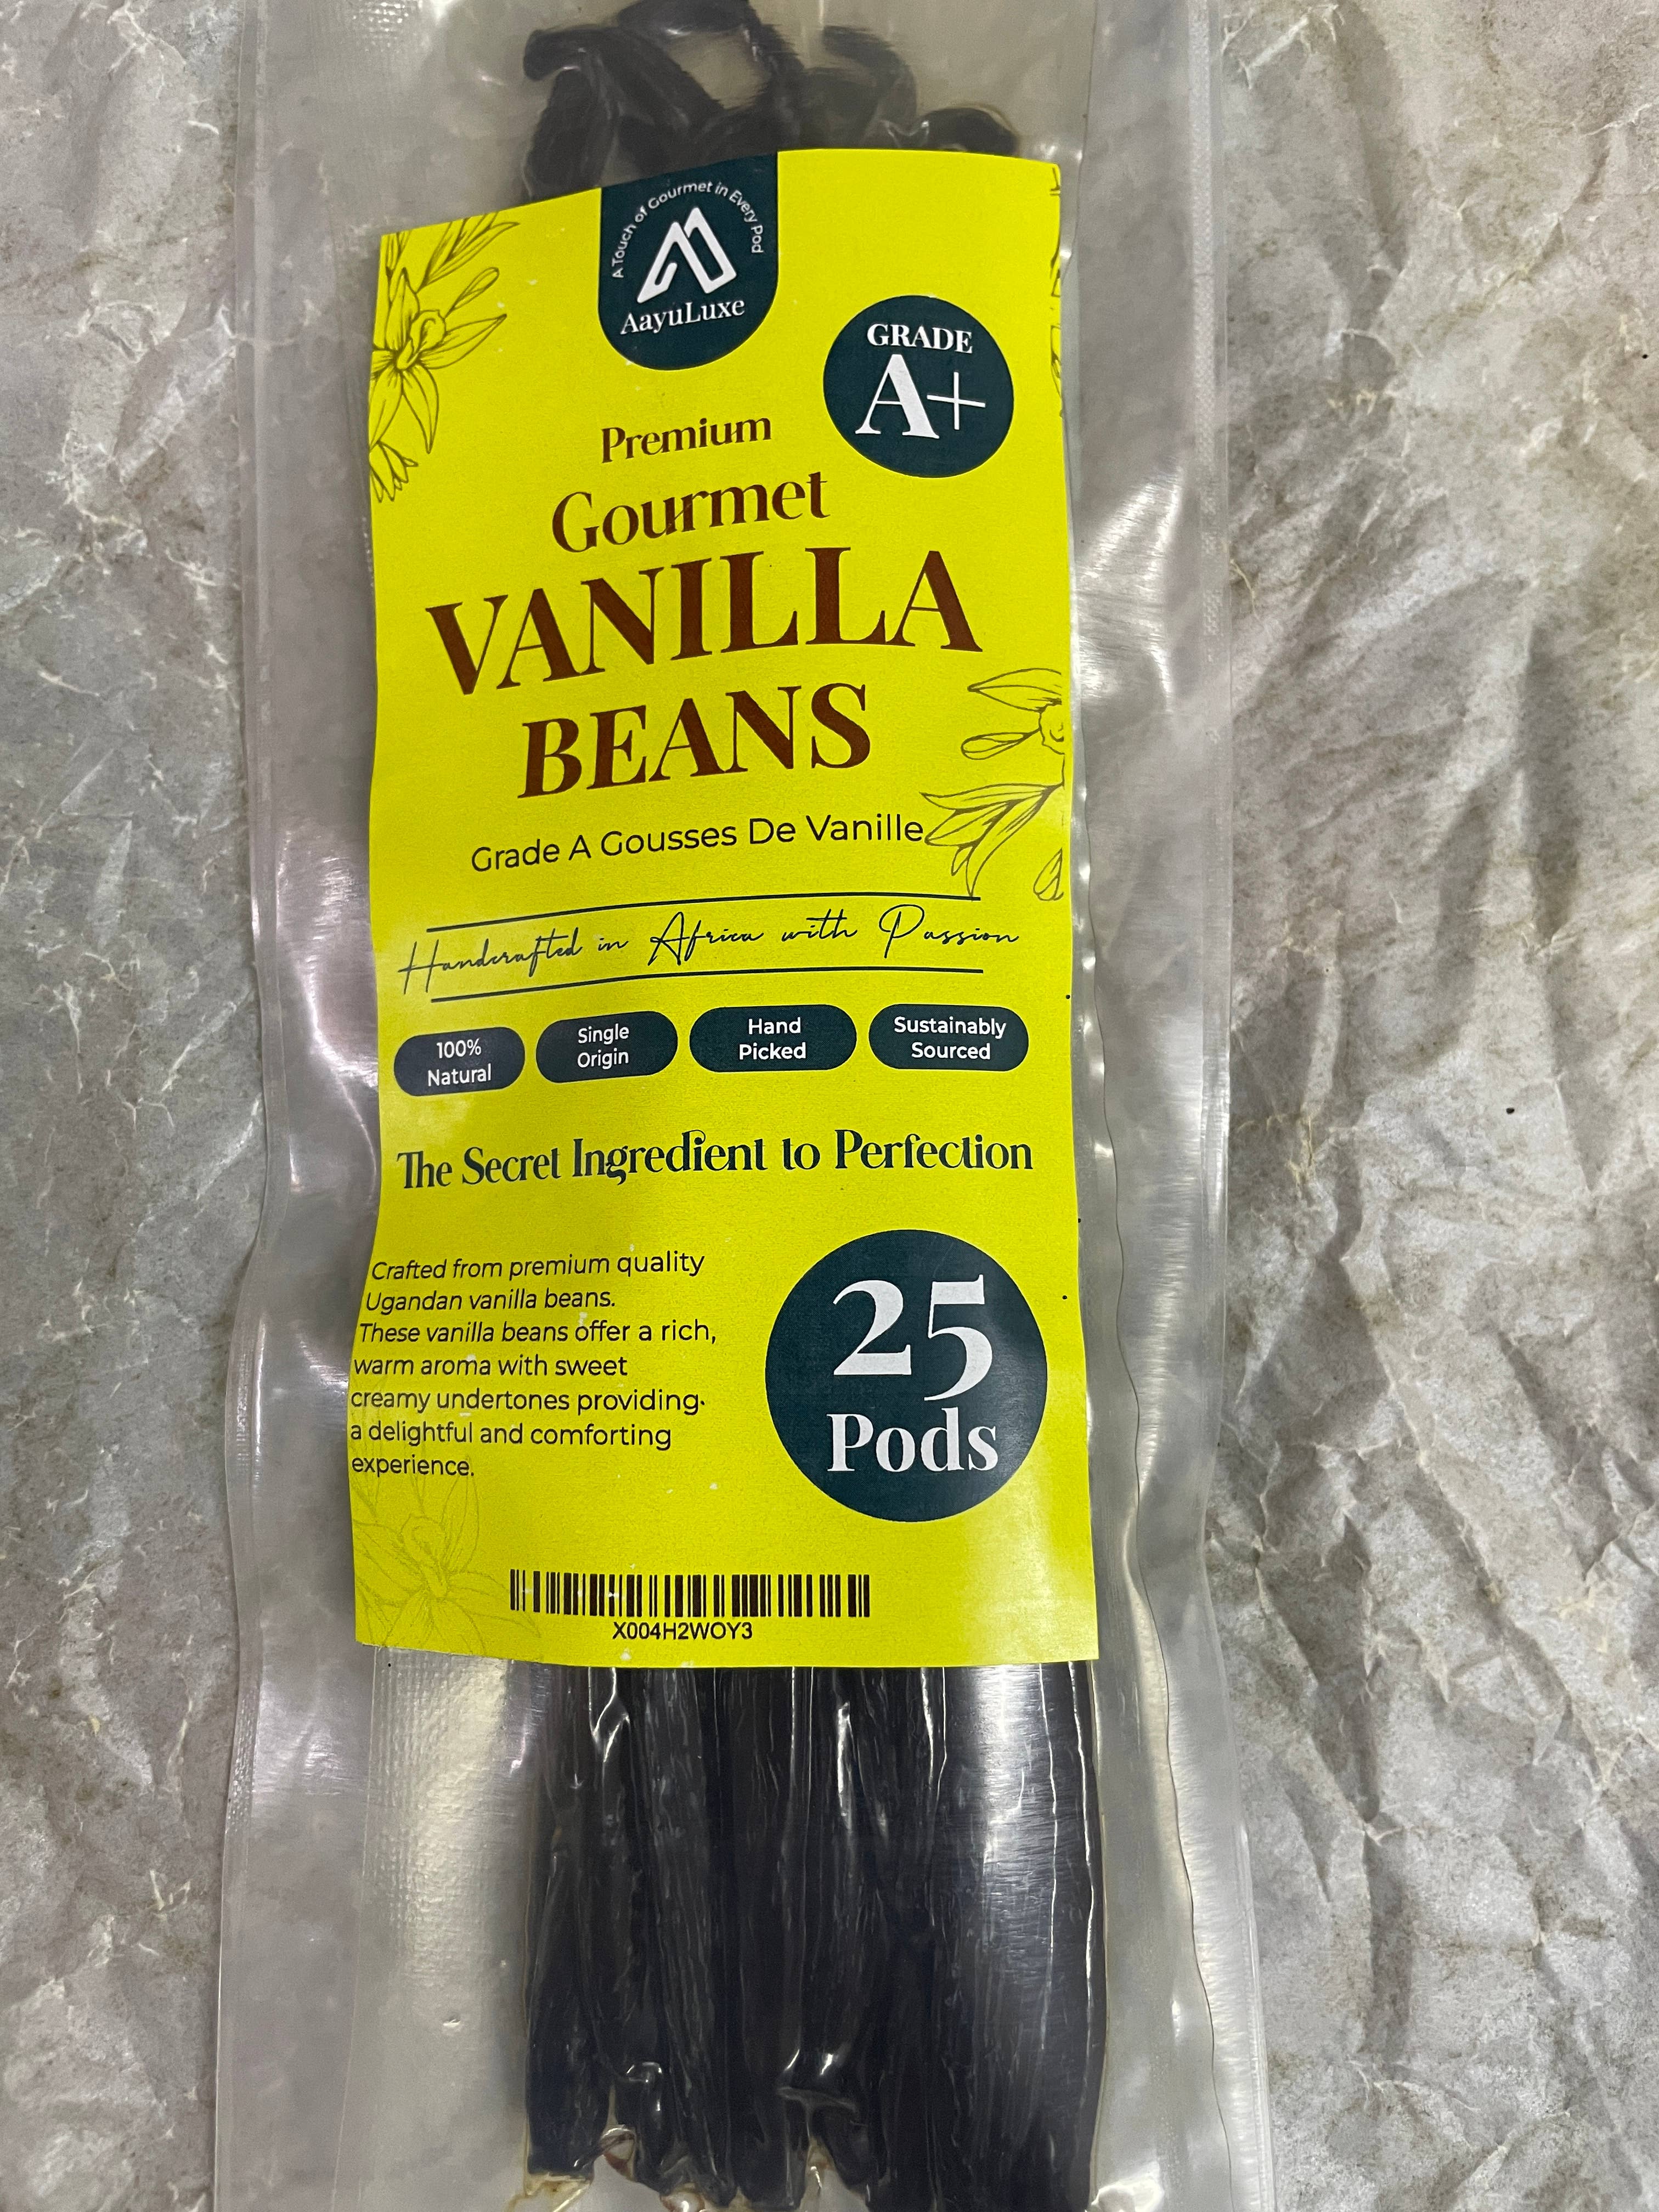 A Touch of Gourmet in Every Pod
AayuLuxe
GRADE
A+
Premium
Gourmet
VANILLA
BEANS
Grade A Gousses De Vanille
Handcrafted in Africa with Passion
100%
Natural
Single
Origin
Hand
Picked
Sustainably
Sourced
The Secret Ingredient to Perfection
Crafted from premium quality
Ugandan vanilla beans.
These vanilla beans offer a rich,
warm aroma with sweet
creamy undertones providing
a delightful and comforting
experience.
25
Pods
X004H2WOY3